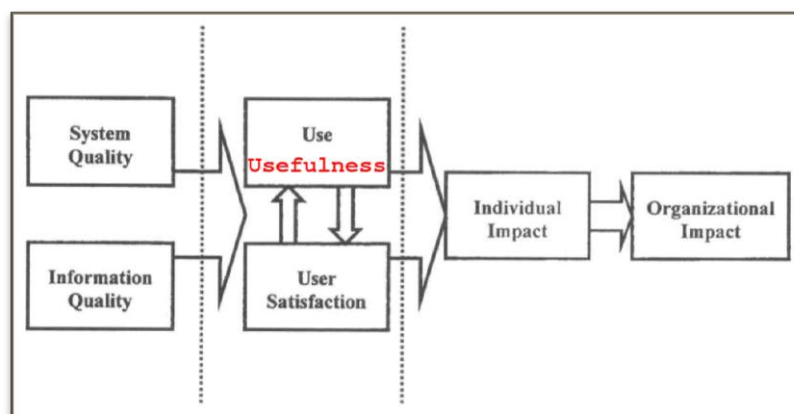 System
Quality
Use
Usefulness
Individual
Impact
Organizational
Impact
Information
Quality
User
Satisfaction